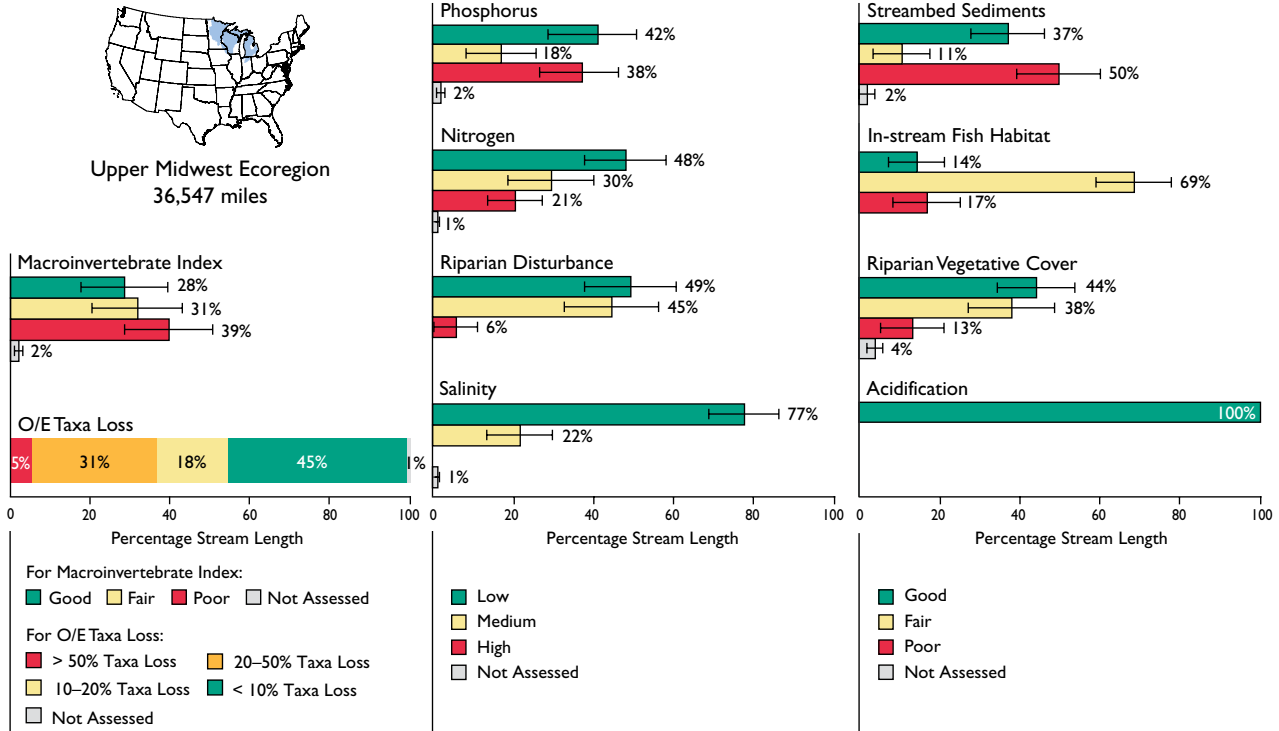 Upper Midwest Ecoregion
36,547 miles
Macroinvertebrate Index
28%
31%
39%
2%
O/E Taxa Loss
5% 31% 18% 45% 1%
0 20 40 60 80 100
Percentage Stream Length
For Macroinvertebrate Index:
Good Fair Poor Not Assessed
For O/E Taxa Loss:
> 50% Taxa Loss 20–50% Taxa Loss
10–20% Taxa Loss < 10% Taxa Loss
Not Assessed
Phosphorus
42%
18%
38%
2%
Nitrogen
48%
30%
21%
1%
Riparian Disturbance
49%
45%
6%
Salinity
77%
22%
1%
0 20 40 60 80 100
Percentage Stream Length
Low
Medium
High
Not Assessed
Streambed Sediments
37%
11%
50%
2%
In-stream Fish Habitat
14%
69%
17%
Riparian Vegetative Cover
44%
38%
13%
4%
Acidification
100%
0 20 40 60 80 100
Percentage Stream Length
Good
Fair
Poor
Not Assessed